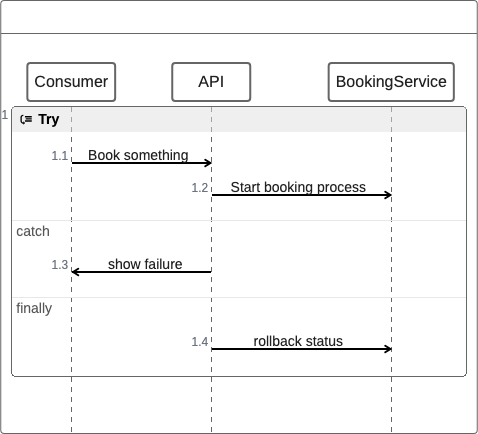 Consumer API BookingService
1
Try
1.1 Book something
1.2 Start booking process
catch
1.3 show failure
finally
1.4 rollback status